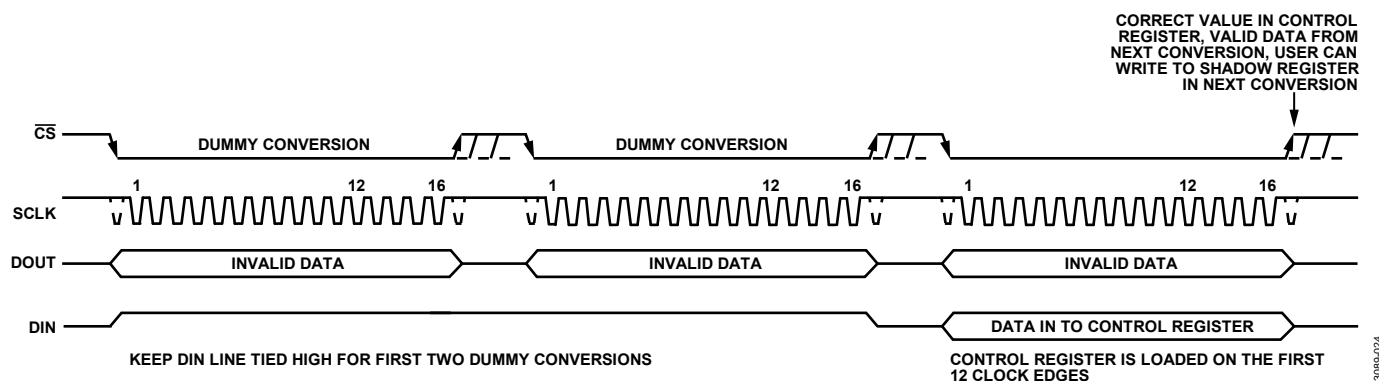 CORRECT VALUE IN CONTROL
REGISTER, VALID DATA FROM
NEXT CONVERSION, USER CAN
WRITE TO SHADOW REGISTER
IN NEXT CONVERSION
CS DUMMY CONVERSION DUMMY CONVERSION
1 12 16 1 12 16 1 12 16
SCLK
DOUT INVALID DATA INVALID DATA INVALID DATA
DIN DATA IN TO CONTROL REGISTER
KEEP DIN LINE TIED HIGH FOR FIRST TWO DUMMY CONVERSIONS
CONTROL REGISTER IS LOADED ON THE FIRST
12 CLOCK EDGES
3089-024